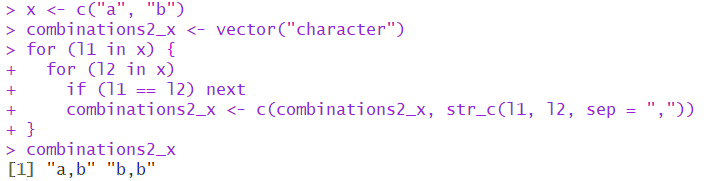 > x <- c("a", "b")
> combinations2_x <- vector("character")
> for (l1 in x) {
+   for (l2 in x)
+     if (l1 == l2) next
+     combinations2_x <- c(combinations2_x, str_c(l1, l2, sep = ","))
+ }
> combinations2_x
[1] "a,b" "b,b"